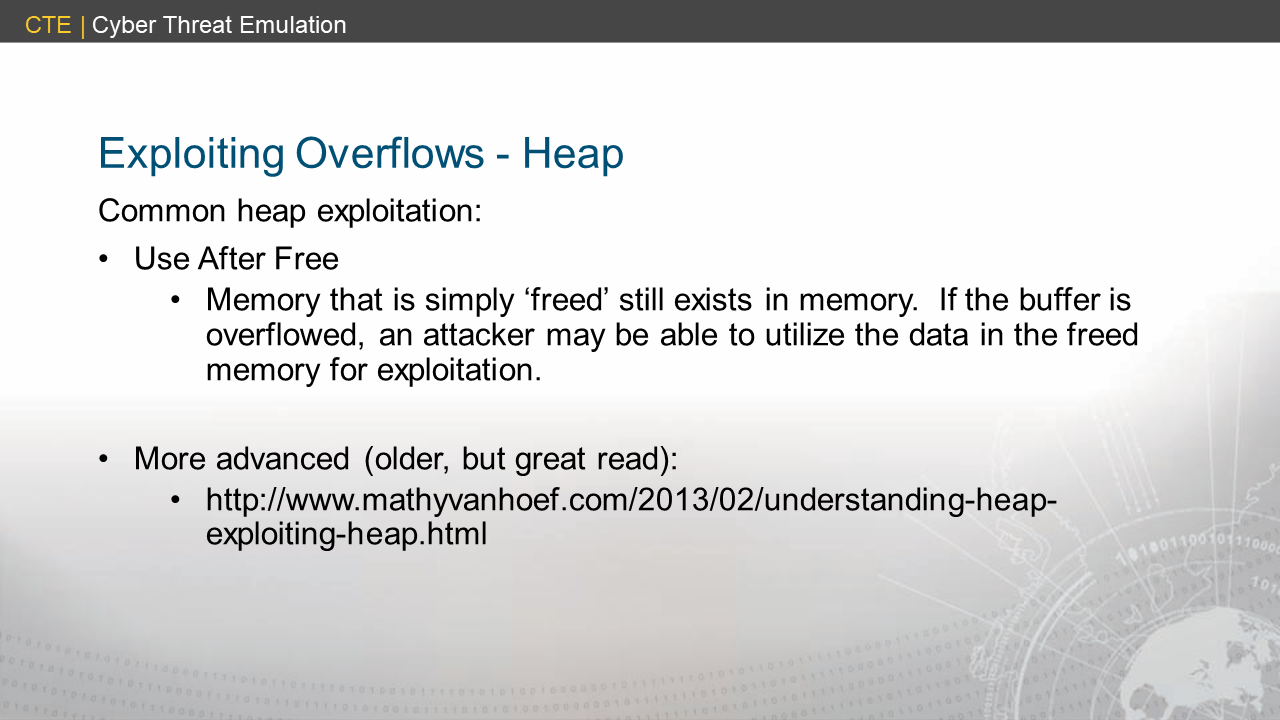 CTE | Cyber Threat Emulation
Exploiting Overflows - Heap
Common heap exploitation:
• Use After Free
• Memory that is simply ‘freed’ still exists in memory.  If the buffer is
overflowed, an attacker may be able to utilize the data in the freed
memory for exploitation.
• More advanced (older, but great read):
• http://www.mathyvanhoef.com/2013/02/understanding-heap-
exploiting-heap.html